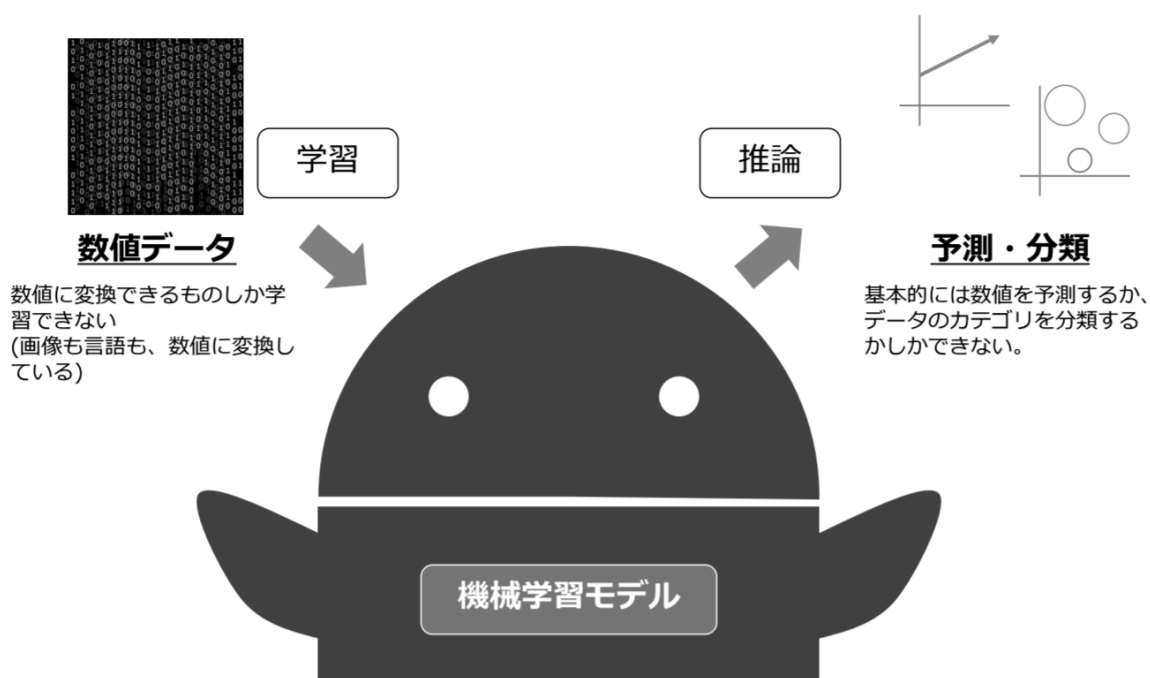 学習
推論
数値データ
数値に変換できるものしか学
習できない
(画像も言語も、数値に変換し
ている)
予測・分類
基本的には数値を予測するか、
データのカテゴリを分類する
かしかできない。
機械学習モデル